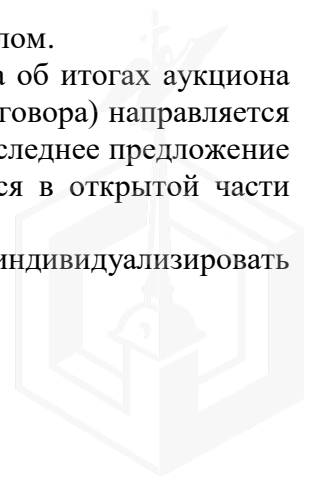 лом.
а об итогах аукциона
говора) направляется
следнее предложение
ся в открытой части
индивидуализировать